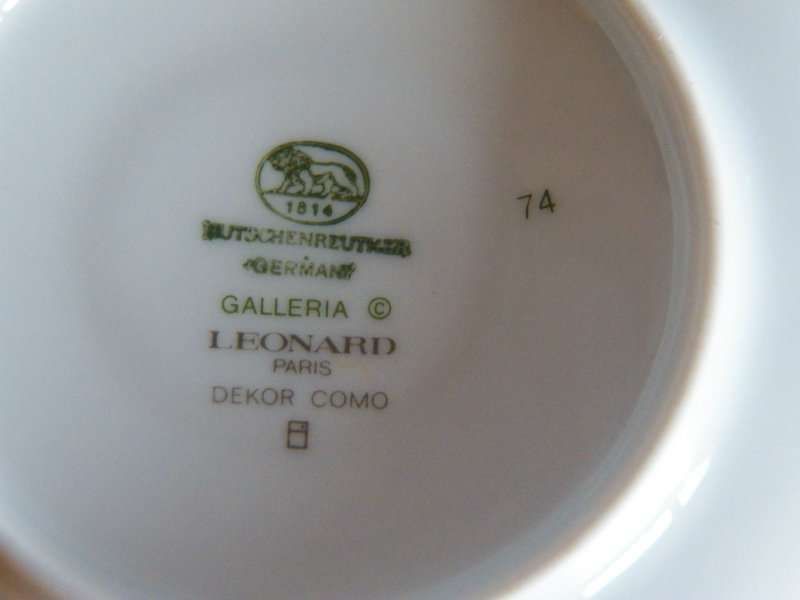 1814
HUTSCHENREUTHER
GERMANY
74
GALLERIA ©
LEONARD
PARIS
DEKOR COMO